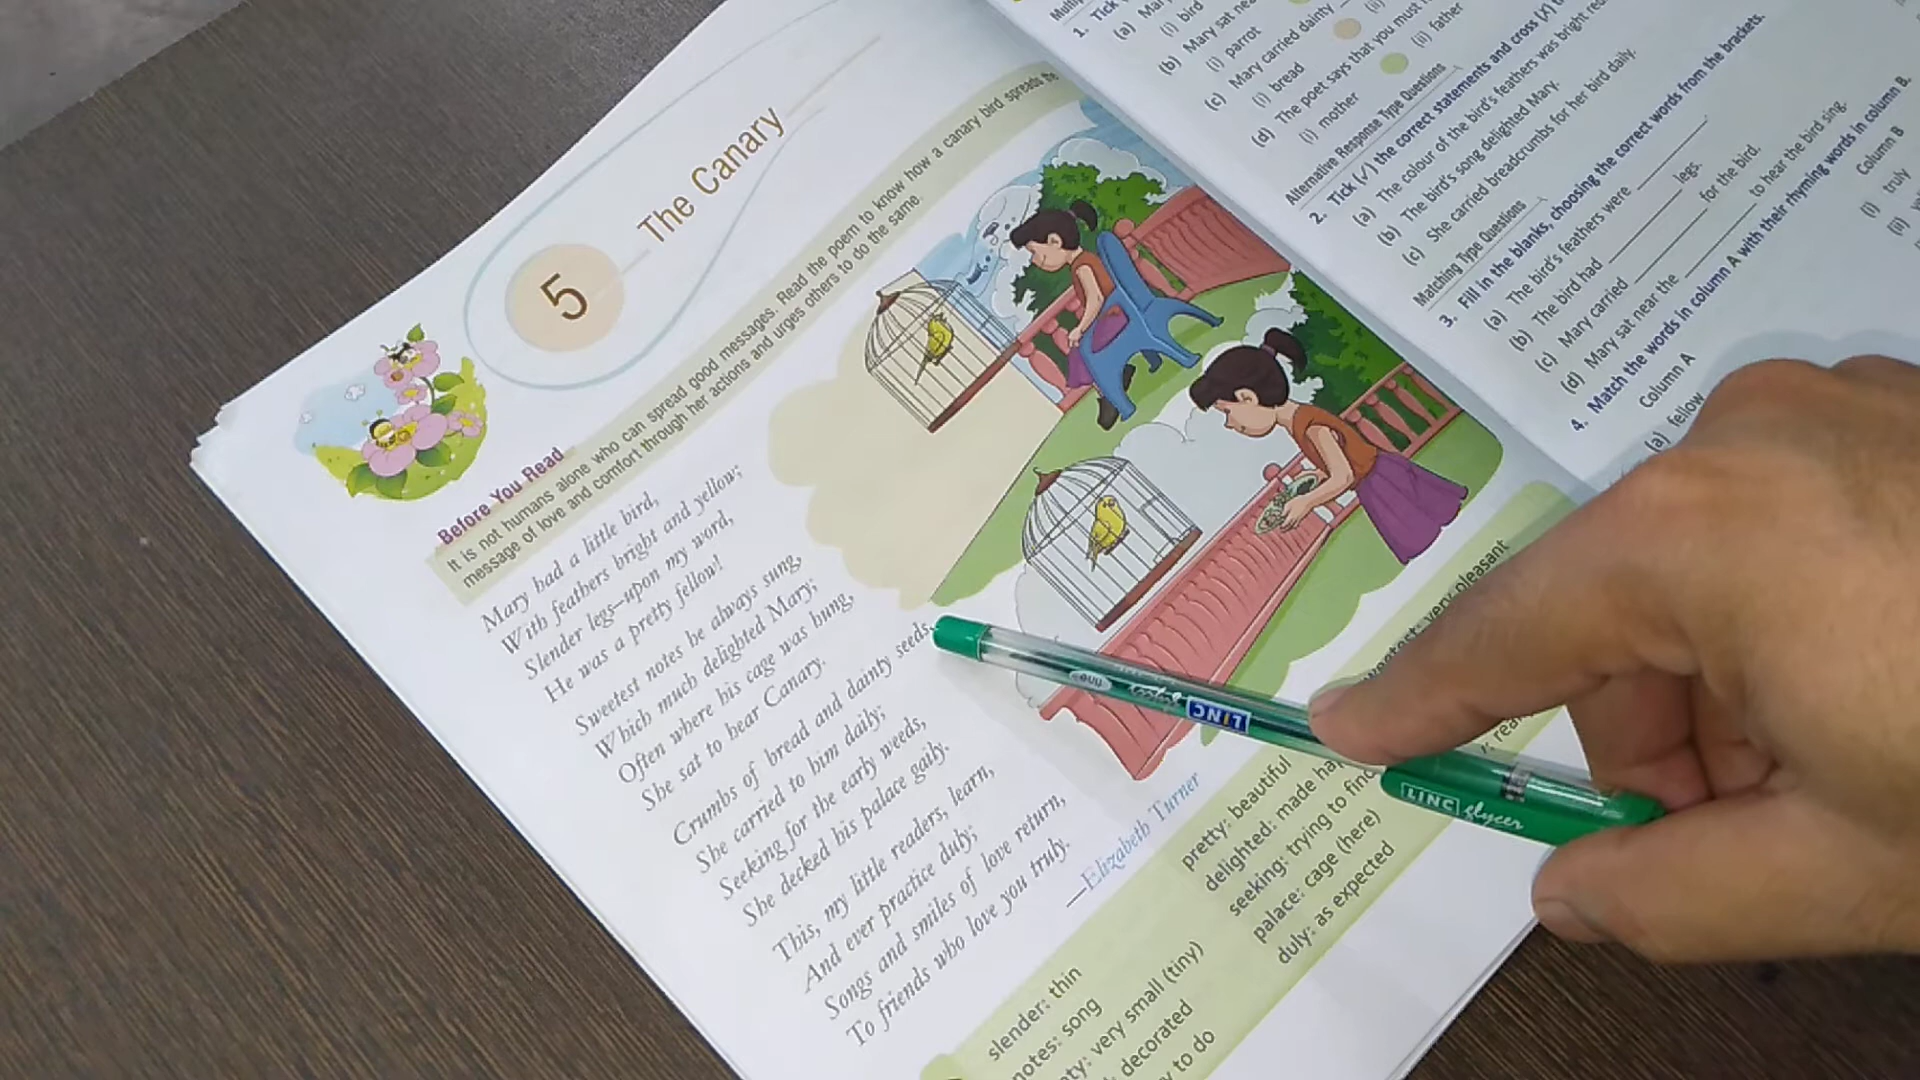 5
The Canary
Before You Read
It is not humans alone who can spread good messages. Read the poem to know how a canary bird spreads the
message of love and comfort through her actions and urges others to do the same.
Mary had a little bird,
With feathers bright and yellow;
Slender legs–upon my word,
He was a pretty fellow!
Sweetest notes he always sung,
Which much delighted Mary;
Often where his cage was hung,
She sat to hear Canary.
Crumbs of bread and dainty seeds,
She carried to him daily;
Seeking for the early weeds,
She decked his palace gaily.
This, my little readers, learn,
And ever practice duly;
Songs and smiles of love return,
To friends who love you truly.
—Elizabeth Turner
slender: thin
notes: song
very small (tiny)
decorated
to do
pretty: beautiful
delighted: made
seeking: trying to find
palace: cage (here)
duly: as expected
very pleasant
1. Tick
(a)
(i) bird
(b) Mary sat
(i) parrot
(c) Mary carried dainty
(i) bread
(d) The poet says that you must
(i) mother
(ii) father
Alternative Response Type Questions
2. Tick (✓) the correct statements and cross (✗)
(a) The colour of the bird's feathers was bright
(b) The bird's song delighted Mary.
(c) She carried breadcrumbs for her bird daily.
Matching Type Questions
3. Fill in the blanks, choosing the correct words from the brackets.
(a) The bird's feathers were
(b) The bird had legs.
(c) Mary carried for the bird.
(d) Mary sat near the to hear the bird sing.
4. Match the words in column A with their rhyming words in column B.
Column A
Column B
(a) fellow
(i) truly
(ii)
LINC
LINC glycer